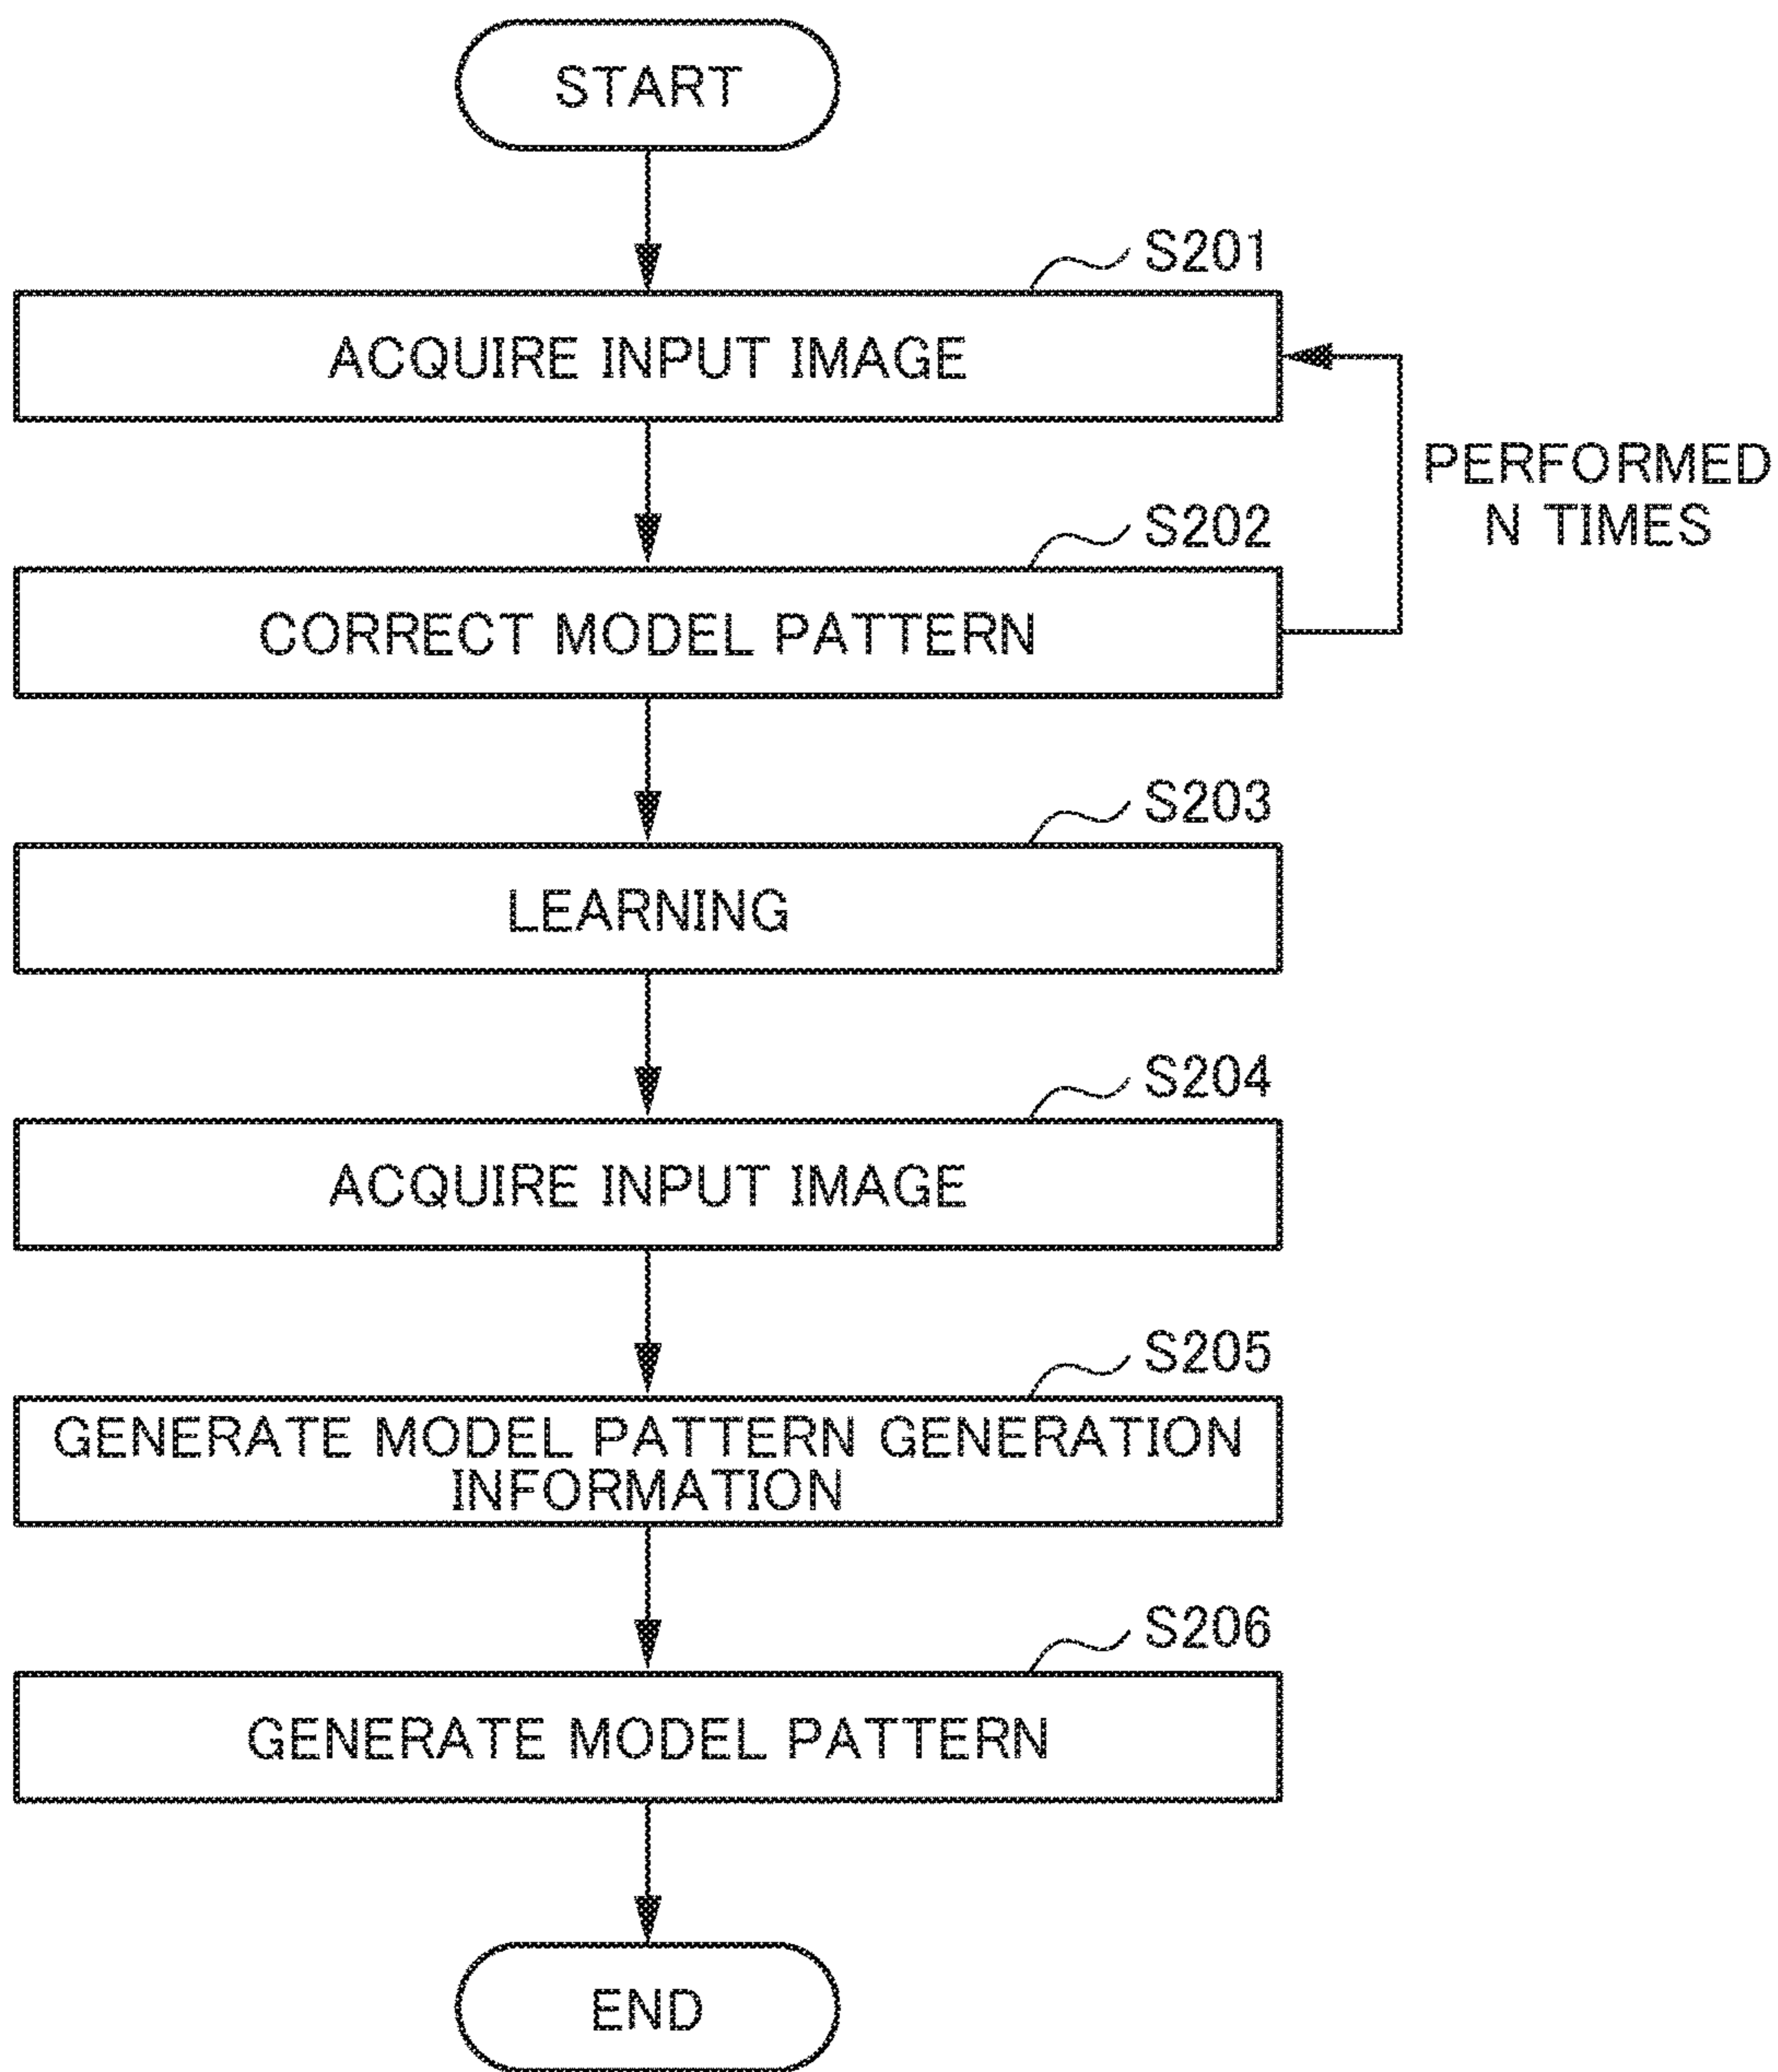 START
S201
ACQUIRE INPUT IMAGE
PERFORMED
N TIMES
S202
CORRECT MODEL PATTERN
S203
LEARNING
S204
ACQUIRE INPUT IMAGE
S205
GENERATE MODEL PATTERN GENERATION
INFORMATION
S206
GENERATE MODEL PATTERN
END